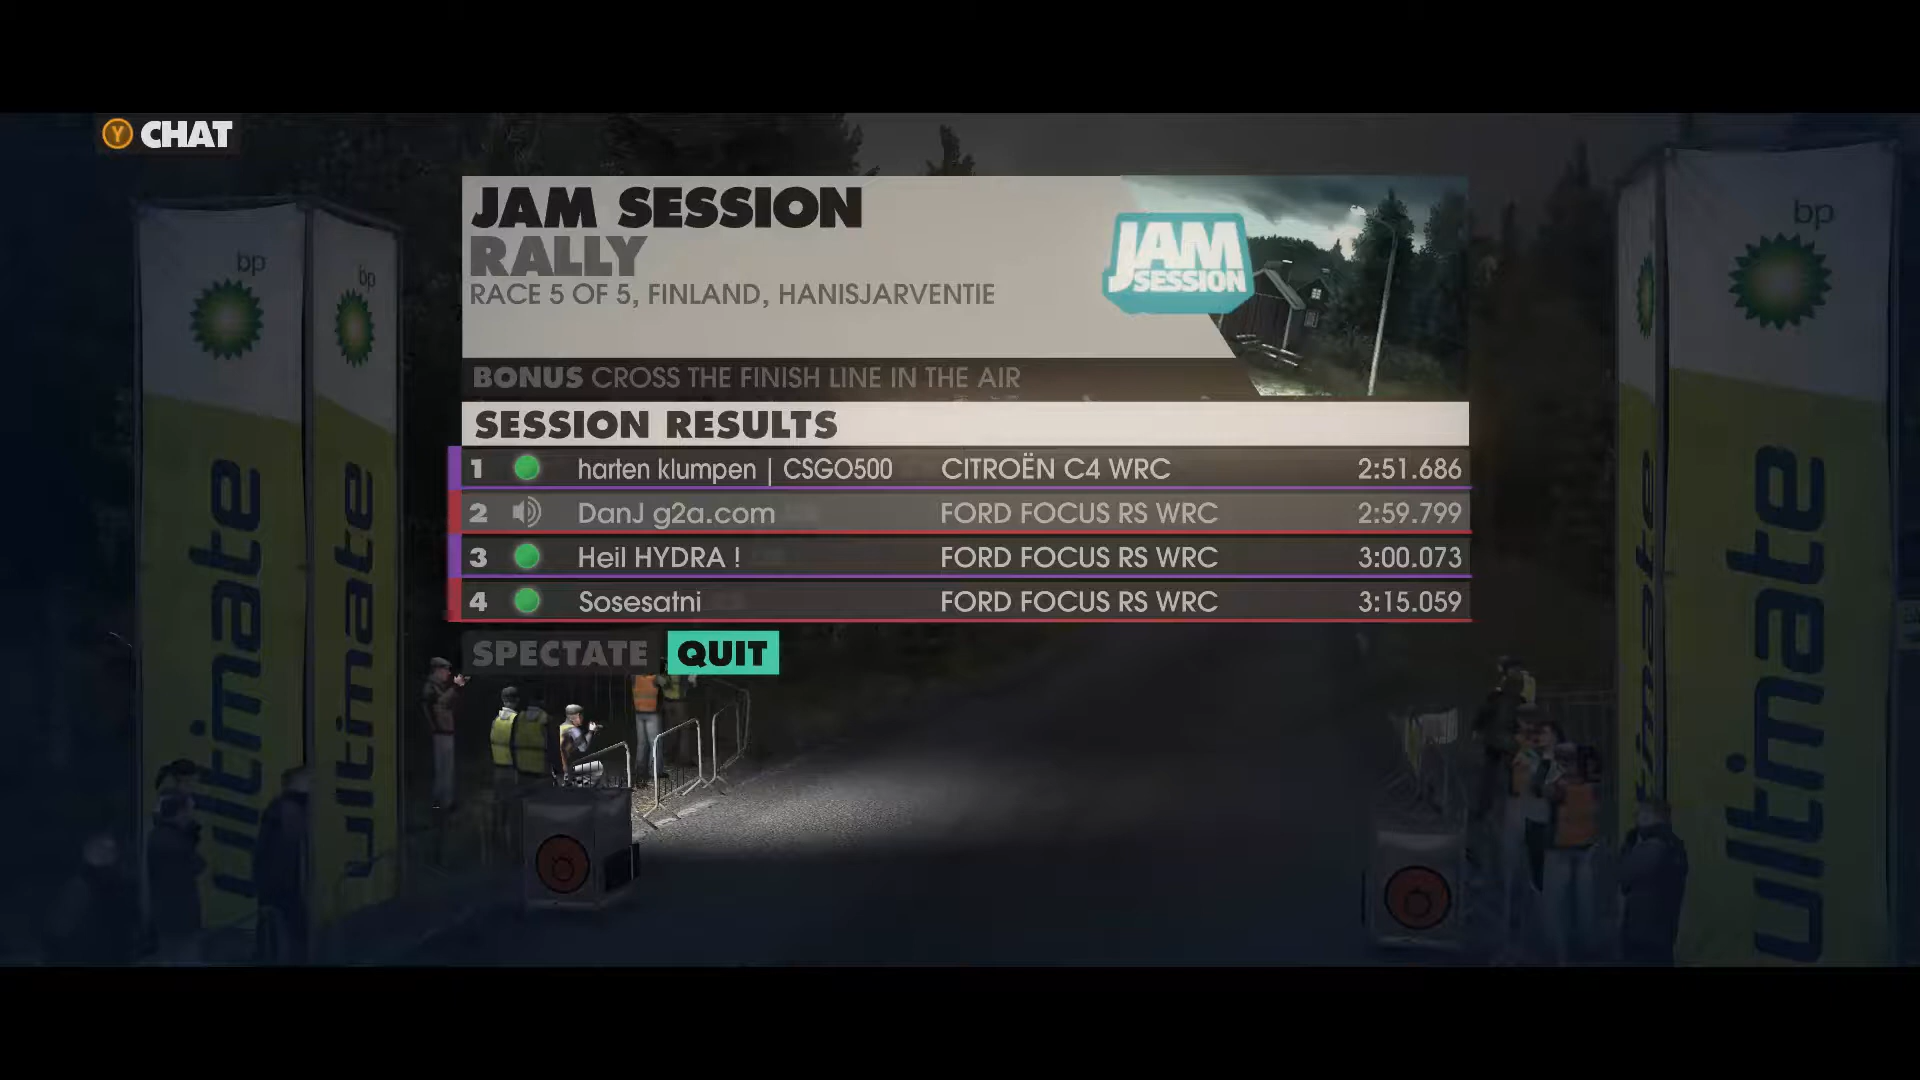 Y CHAT
JAM SESSION
RALLY
RACE 5 OF 5, FINLAND, HANISJARVENTIE
JAM
SESSION
BONUS CROSS THE FINISH LINE IN THE AIR
SESSION RESULTS
1 harten klumpen | CSGO500 CITROËN C4 WRC 2:51.686
2 DanJ g2a.com FORD FOCUS RS WRC 2:59.799
3 Heil HYDRA ! FORD FOCUS RS WRC 3:00.073
4 Sosesatni FORD FOCUS RS WRC 3:15.059
SPECTATE QUIT
bp
ultimate
bp
ultimate
bp
ultimate